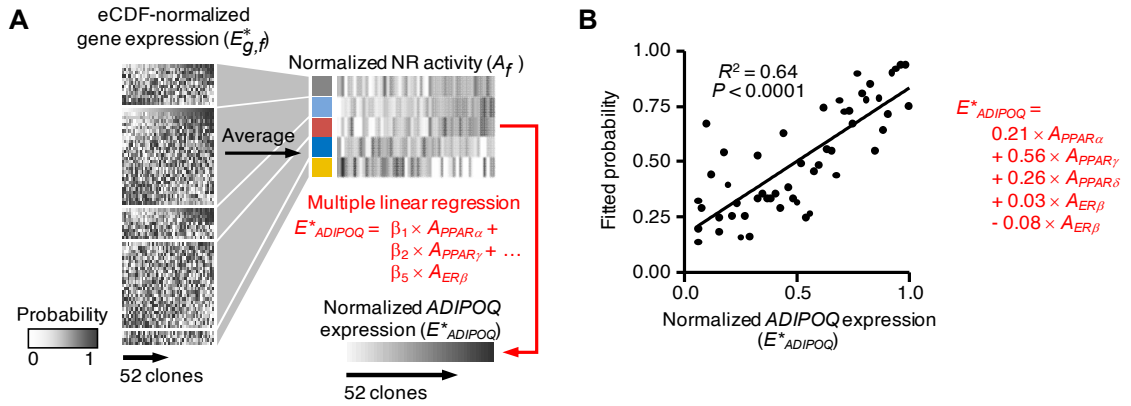 A
eCDF-normalized
gene expression (E*g,f)
Normalized NR activity (Af )
Average
Multiple linear regression
E*ADIPOQ = β1 × APPARα +
β2 × APPARγ + …
β5 × AERβ
Normalized ADIPOQ
expression (E*ADIPOQ)
Probability
0 1
52 clones
52 clones
B
1.00
0.75
0.50
0.25
0.00
Fitted probability
R² = 0.64
P < 0.0001
0.0 0.5 1.0
Normalized ADIPOQ expression
(E*ADIPOQ)
E*ADIPOQ =
0.21 × APPARα
+ 0.56 × APPARγ
+ 0.26 × APPARδ
+ 0.03 × AERβ
- 0.08 × AERβ